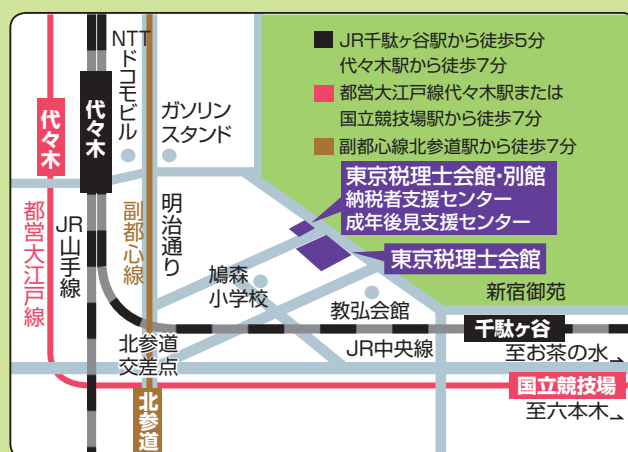 JR千駄ヶ谷駅から徒歩5分
代々木駅から徒歩7分
都営大江戸線代々木駅または
国立競技場駅から徒歩7分
副都心線北参道駅から徒歩7分
NTT
ドコモビル
ガソリン
スタンド
代々木
代々木
都営大江戸線
JR山手線
副都心線
明治通り
東京税理士会館・別館
納税者支援センター
成年後見支援センター
東京税理士会館
鳩森
小学校
教弘会館
新宿御苑
千駄ヶ谷
北参道
交差点
JR中央線
至お茶の水→
国立競技場
北参道
至六本木→